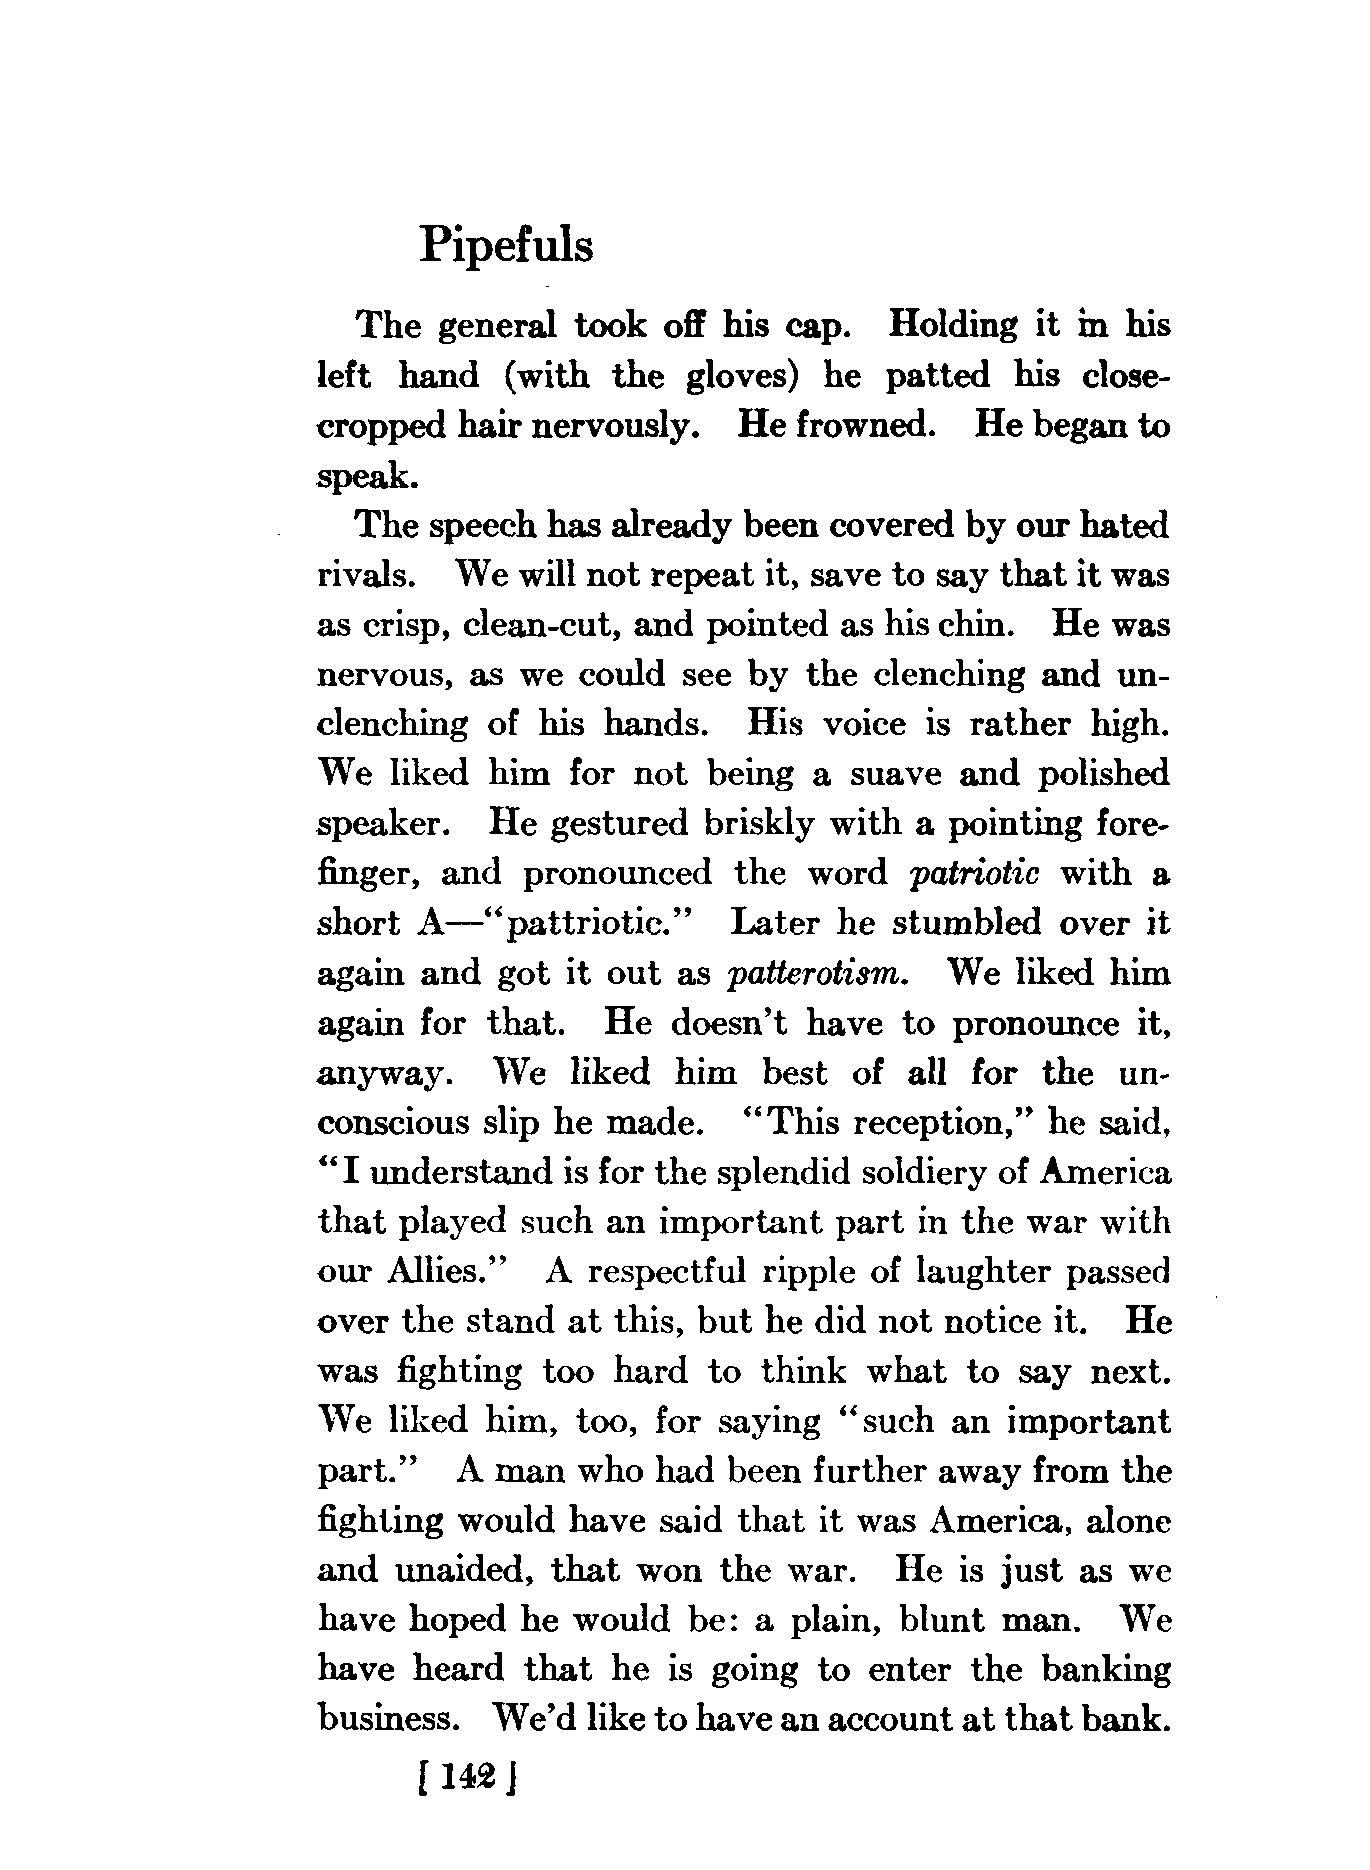 Pipefuls
The general took off his cap. Holding it in his
left hand (with the gloves) he patted his close-
cropped hair nervously. He frowned. He began to
speak.
The speech has already been covered by our hated
rivals. We will not repeat it, save to say that it was
as crisp, clean-cut, and pointed as his chin. He was
nervous, as we could see by the clenching and un-
clenching of his hands. His voice is rather high.
We liked him for not being a suave and polished
speaker. He gestured briskly with a pointing fore-
finger, and pronounced the word patriotic with a
short A—"pattriotic." Later he stumbled over it
again and got it out as patterotism. We liked him
again for that. He doesn't have to pronounce it,
anyway. We liked him best of all for the un-
conscious slip he made. "This reception," he said,
"I understand is for the splendid soldiery of America
that played such an important part in the war with
our Allies." A respectful ripple of laughter passed
over the stand at this, but he did not notice it. He
was fighting too hard to think what to say next.
We liked him, too, for saying "such an important
part." A man who had been further away from the
fighting would have said that it was America, alone
and unaided, that won the war. He is just as we
have hoped he would be: a plain, blunt man. We
have heard that he is going to enter the banking
business. We'd like to have an account at that bank.
[ 142 ]